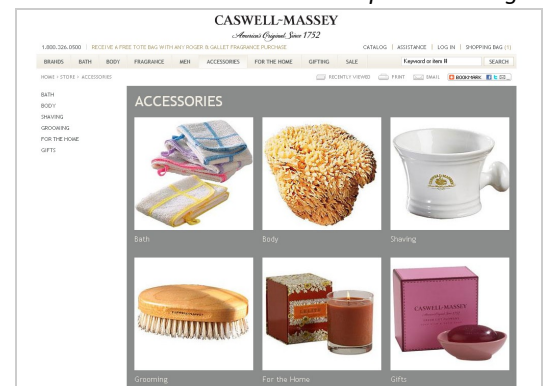 CASWELL-MASSEY
America's Original, Since 1752
1.800.326.0500 | RECEIVE A FREE TOTE BAG WITH ANY ROGER & GALLET FRAGRANCE PURCHASE
CATALOG | ASSISTANCE | LOG IN | SHOPPING BAG (1)
BRANDS BATH BODY FRAGRANCE MEN ACCESSORIES FOR THE HOME GIFTING SALE Keyword or item # SEARCH
HOME > STORE > ACCESSORIES
RECENTLY VIEWED PRINT EMAIL BOOKMARK
BATH
BODY
SHAVING
GROOMING
FOR THE HOME
GIFTS
ACCESSORIES
Bath Body Shaving
CASWELL-MASSEY
CASWELL-MASSEY
Grooming For the Home Gifts